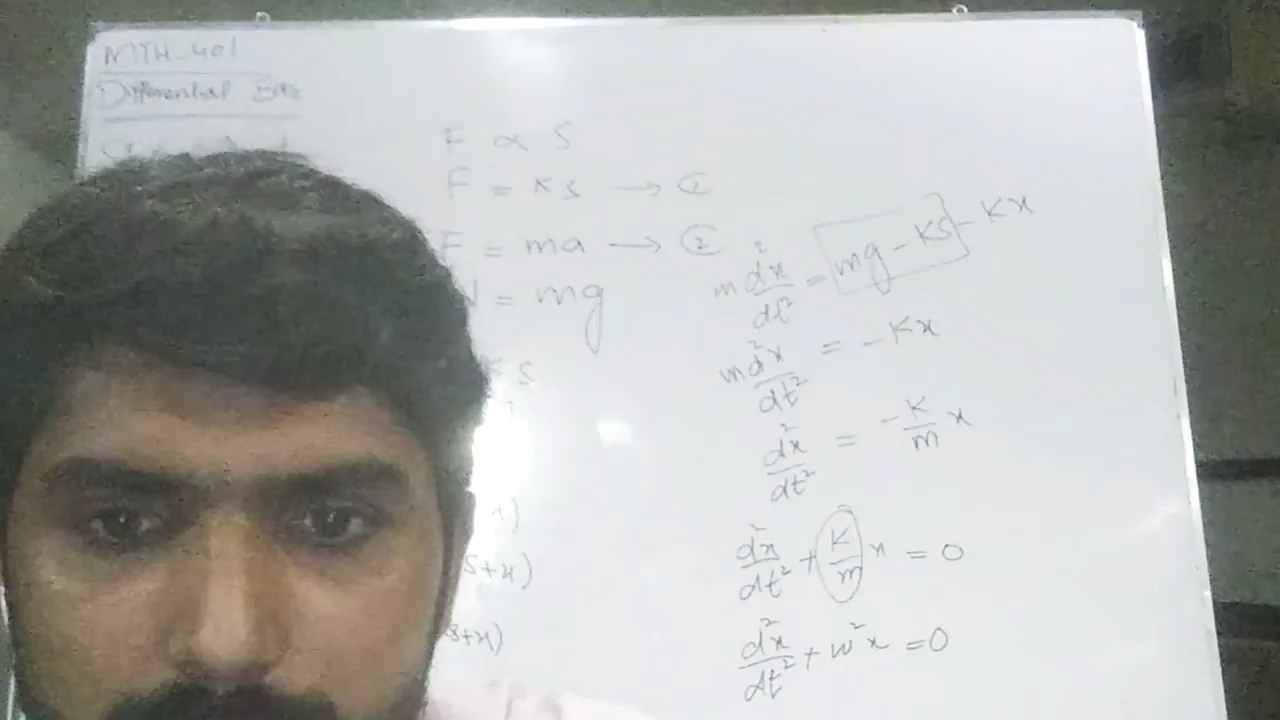 MTH-401
Differential Eqs
F ∝ S
F = KS → ①
F = ma → ②
= mg
KS
s+x)
s+x)
m d²x/dt² = mg - KS - Kx
m d²x/dt² = -Kx
d²x/dt² = -K/m x
d²x/dt² + K/m x = 0
d²x/dt² + w²x = 0